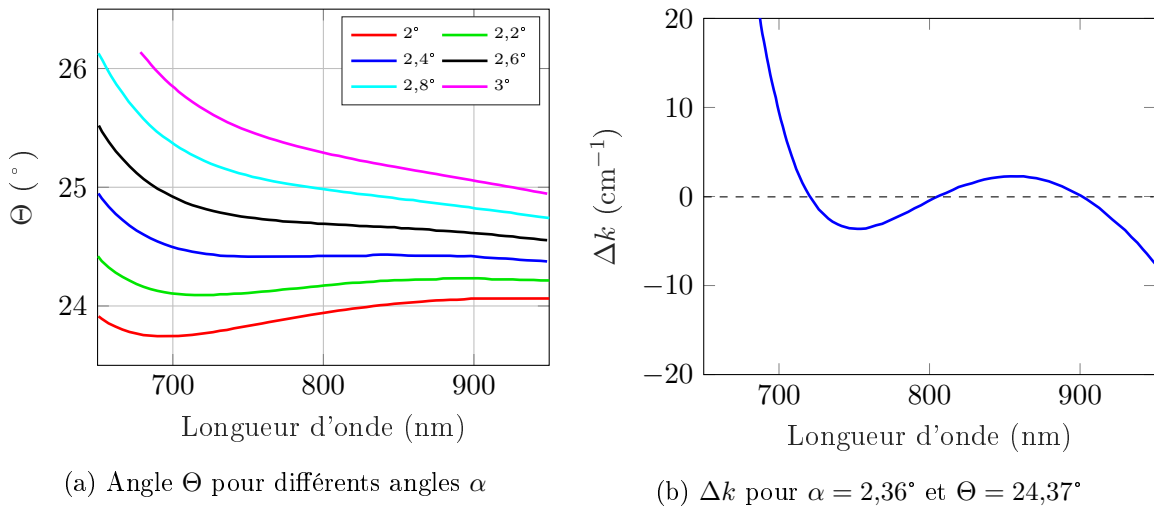 26
25
24
Θ (°)
2° 2,2°
2,4° 2,6°
2,8° 3°
700 800 900
Longueur d'onde (nm)
(a) Angle Θ pour différents angles α
20
10
0
−10
−20
Δk (cm⁻¹)
700 800 900
Longueur d'onde (nm)
(b) Δk pour α = 2,36° et Θ = 24,37°